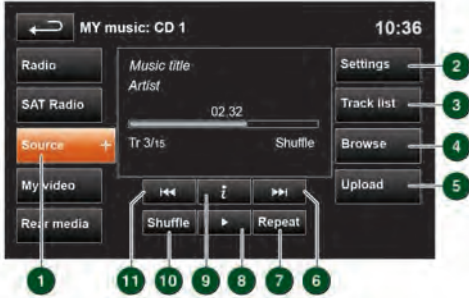 MY music: CD 1 10:36
Radio
Music title
Artist
Settings 2
SAT Radio
02.32
Track list 3
Source +
Tr 3/15 Shuffle
Browse 4
My video
i
Upload 5
Rear media
Shuffle
Repeat
1 11 10 9 8 7 6